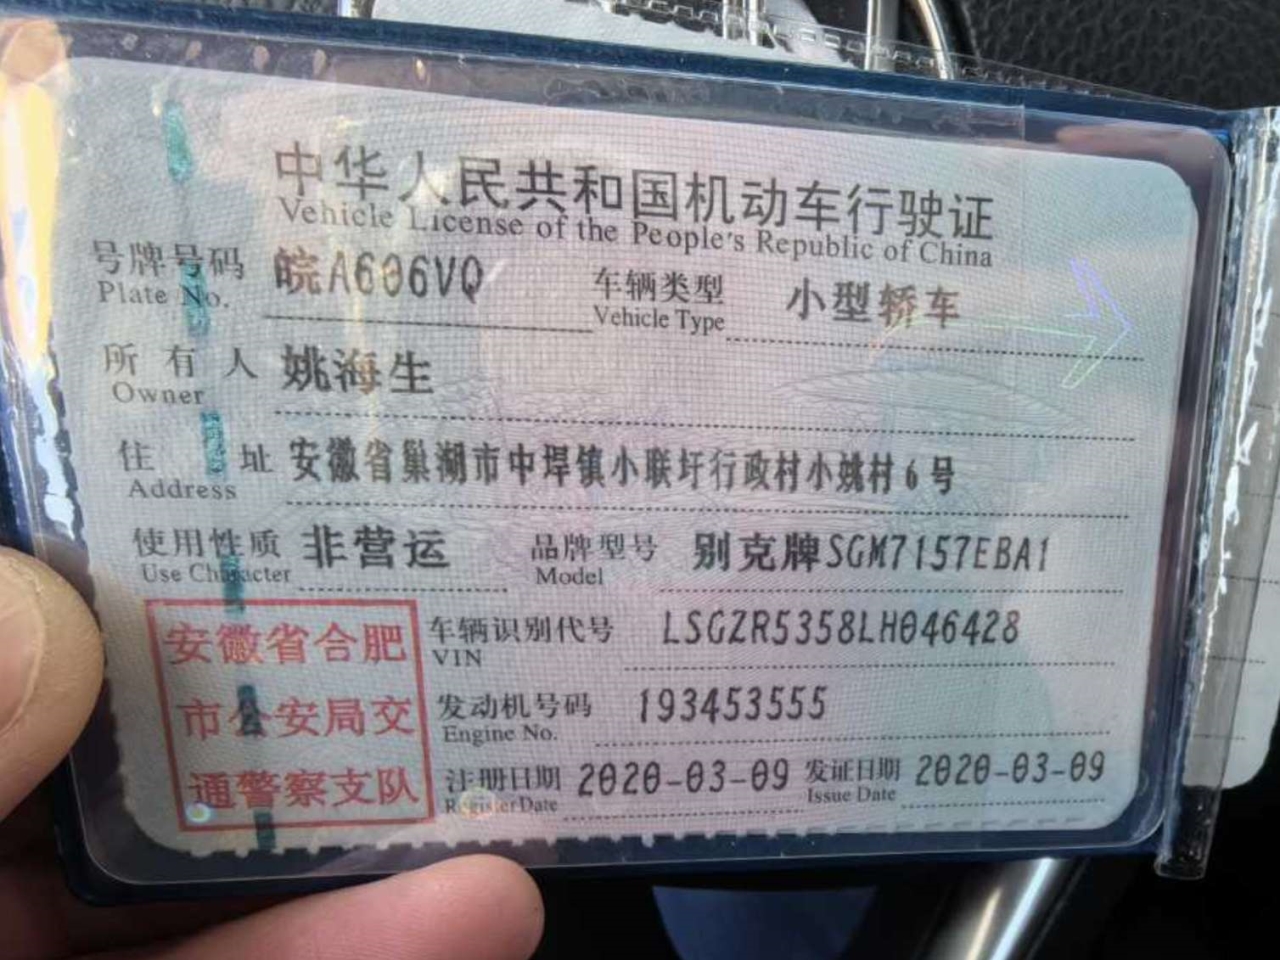 中华人民共和国机动车行驶证
Vehicle License of the People's Republic of China
号牌号码 皖A606VQ 车辆类型 小型轿车
Plate No. Vehicle Type
所有人 姚海生
Owner
住址 安徽省巢湖市中垾镇小联圩行政村小姚村6号
Address
使用性质 非营运 品牌型号 别克牌SGM7157EBA1
Use Character Model
安徽省合肥
市公安局交
通警察支队
车辆识别代号 LSGZR5358LH046428
VIN
发动机号码 193453555
Engine No.
注册日期 2020-03-09 发证日期 2020-03-09
Register Date Issue Date